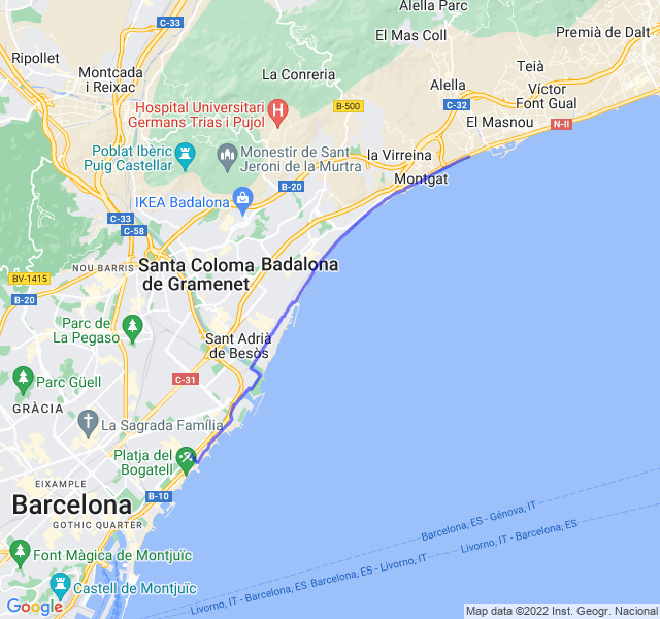 Alella Parc
C-33
El Mas Coll
Premià de Dalt
Ripollet
Montcada
i Reixac
La Conreria
Teià
Alella
Víctor
Font Gual
C-32
Hospital Universitari
Germans Trias i Pujol
B-500
El Masnou
N-II
Poblat Ibèric
Puig Castellar
Monestir de Sant
Jeroni de la Murtra
la Virreina
Montgat
B-20
IKEA Badalona
C-33
C-58
NOU BARRIS
Santa Coloma
de Gramenet
Badalona
BV-1415
B-20
Parc de
La Pegaso
Sant Adrià
de Besòs
Parc Güell
C-31
GRÀCIA
La Sagrada Família
Platja del
Bogatell
EIXAMPLE
B-10
Barcelona
GOTHIC QUARTER
Font Màgica de Montjuïc
Castell de Montjuïc
Barcelona, ES - Génova, IT
Livorno, IT - Barcelona, ES
Barcelona, ES - Livorno, IT
Livorno, IT - Barcelona, ES
Google
Map data ©2022 Inst. Geogr. Nacional